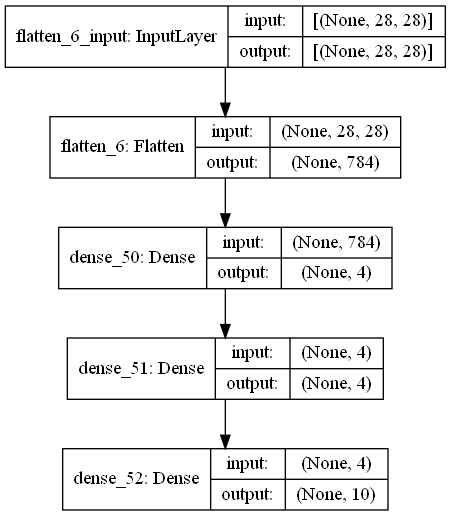 flatten_6_input: InputLayer
input:
[(None, 28, 28)]
output:
[(None, 28, 28)]
flatten_6: Flatten
input:
(None, 28, 28)
output:
(None, 784)
dense_50: Dense
input:
(None, 784)
output:
(None, 4)
dense_51: Dense
input:
(None, 4)
output:
(None, 4)
dense_52: Dense
input:
(None, 4)
output:
(None, 10)